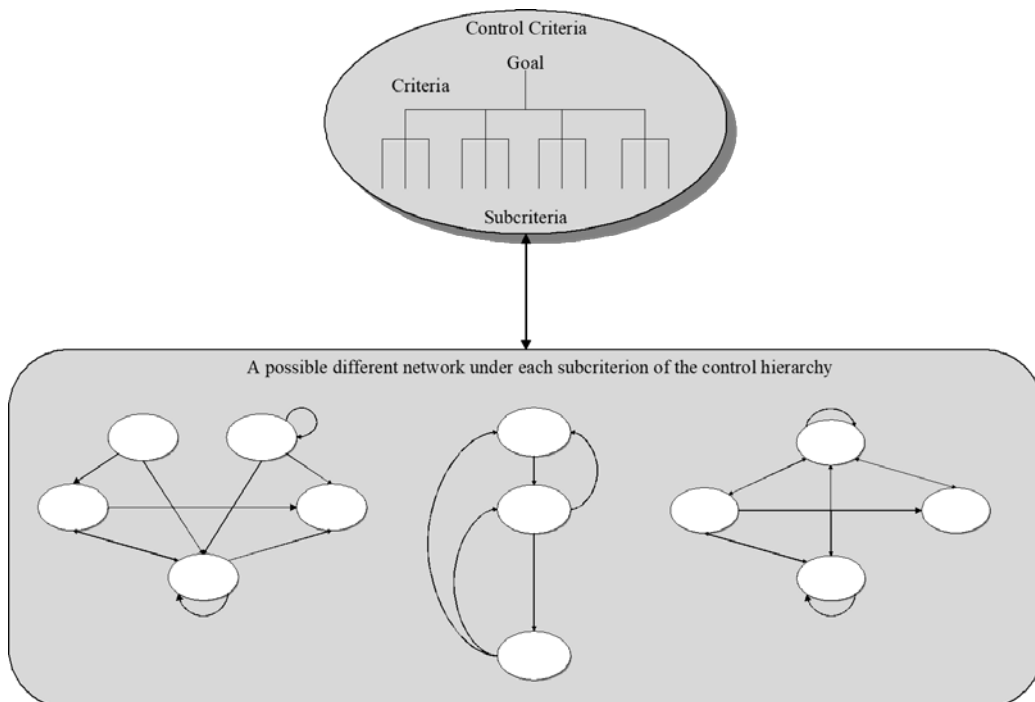 Control Criteria
Goal
Criteria
Subcriteria
A possible different network under each subcriterion of the control hierarchy